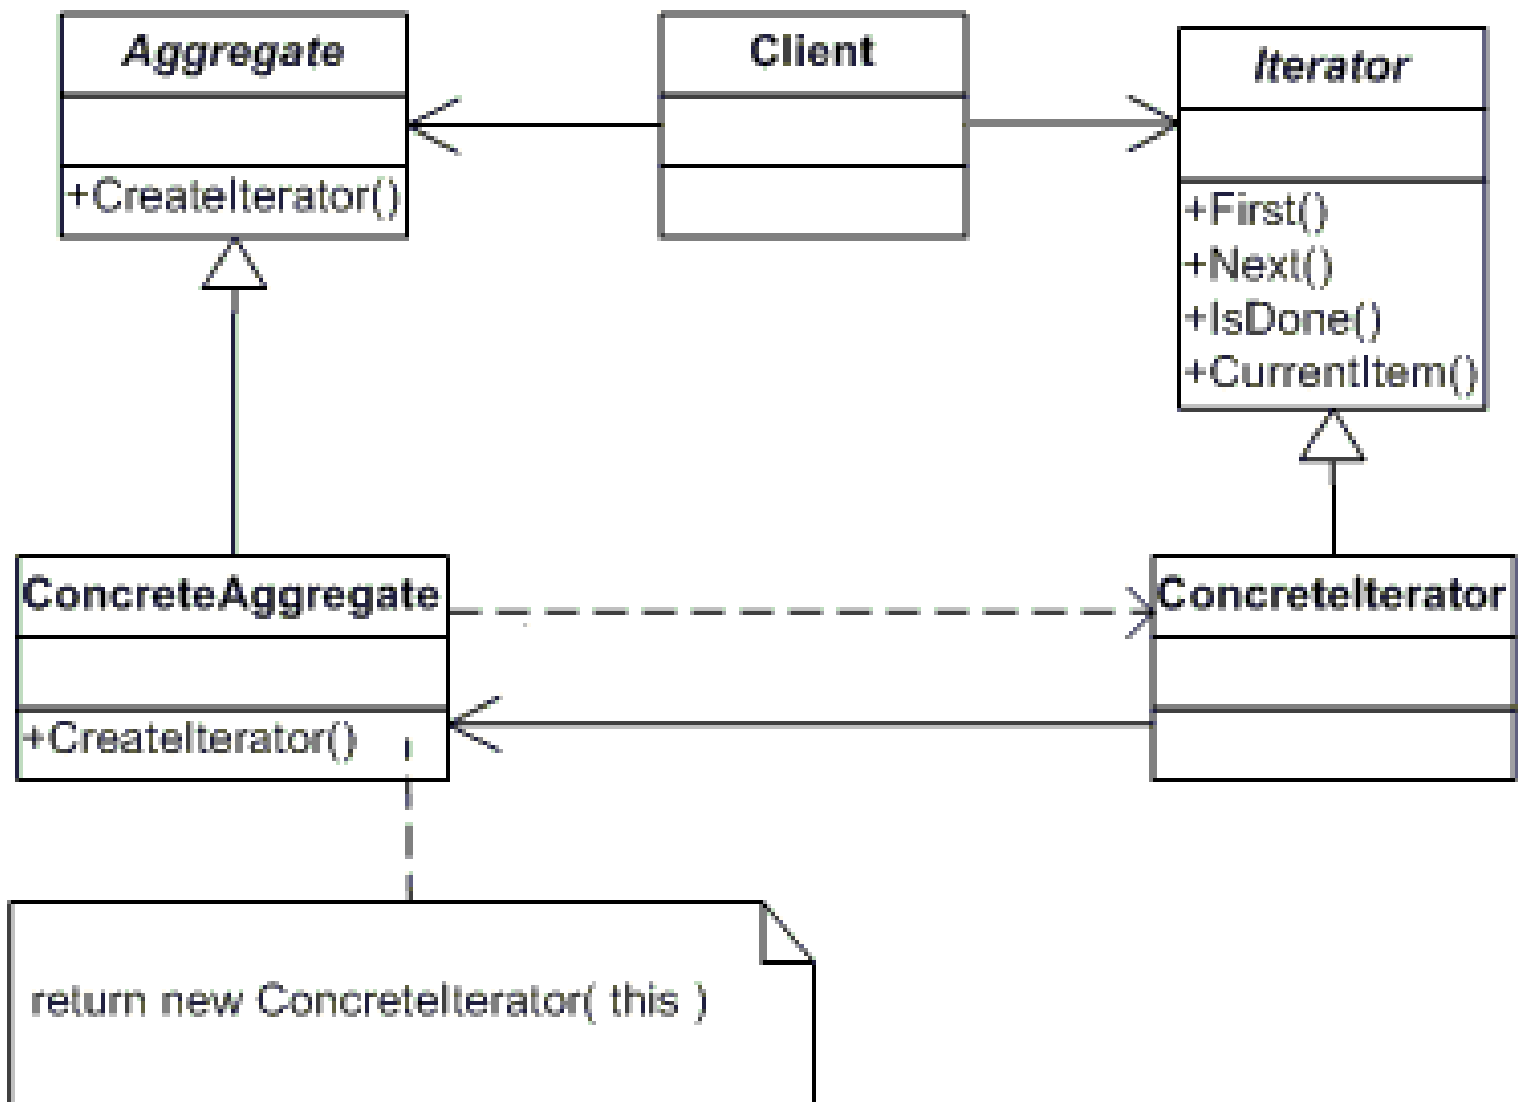 Aggregate
+CreateIterator()
Client
Iterator
+First()
+Next()
+IsDone()
+CurrentItem()
ConcreteAggregate
+CreateIterator()
ConcreteIterator
return new ConcreteIterator( this )